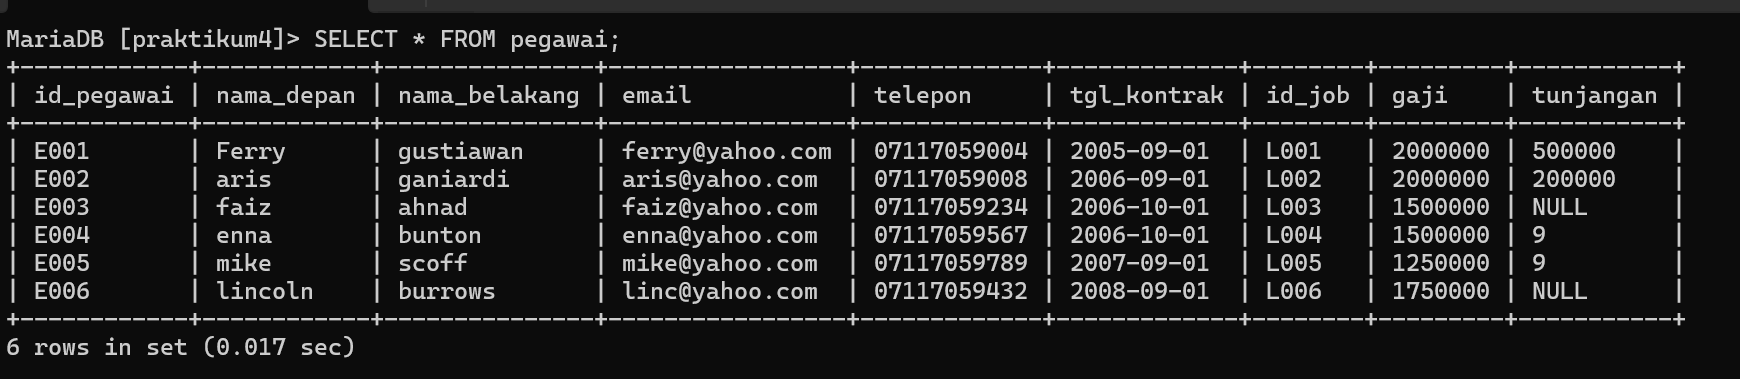 MariaDB [praktikum4]> SELECT * FROM pegawai;
+------------+------------+---------------+-----------------+-------------+------------+--------+---------+-----------+
| id_pegawai | nama_depan | nama_belakang | email           | telepon     | tgl_kontrak | id_job | gaji    | tunjangan |
+------------+------------+---------------+-----------------+-------------+------------+--------+---------+-----------+
| E001       | Ferry      | gustiawan     | ferry@yahoo.com | 07117059004 | 2005-09-01  | L001   | 2000000 | 500000    |
| E002       | aris       | ganiardi      | aris@yahoo.com  | 07117059008 | 2006-09-01  | L002   | 2000000 | 200000    |
| E003       | faiz       | ahnad         | faiz@yahoo.com  | 07117059234 | 2006-10-01  | L003   | 1500000 | NULL      |
| E004       | enna       | bunton        | enna@yahoo.com  | 07117059567 | 2006-10-01  | L004   | 1500000 | 9         |
| E005       | mike       | scoff         | mike@yahoo.com  | 07117059789 | 2007-09-01  | L005   | 1250000 | 9         |
| E006       | lincoln    | burrows       | linc@yahoo.com  | 07117059432 | 2008-09-01  | L006   | 1750000 | NULL      |
+------------+------------+---------------+-----------------+-------------+------------+--------+---------+-----------+
6 rows in set (0.017 sec)